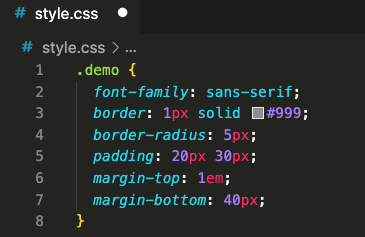 # style.css
# style.css > ...
1 .demo {
2 font-family: sans-serif;
3 border: 1px solid #999;
4 border-radius: 5px;
5 padding: 20px 30px;
6 margin-top: 1em;
7 margin-bottom: 40px;
8 }